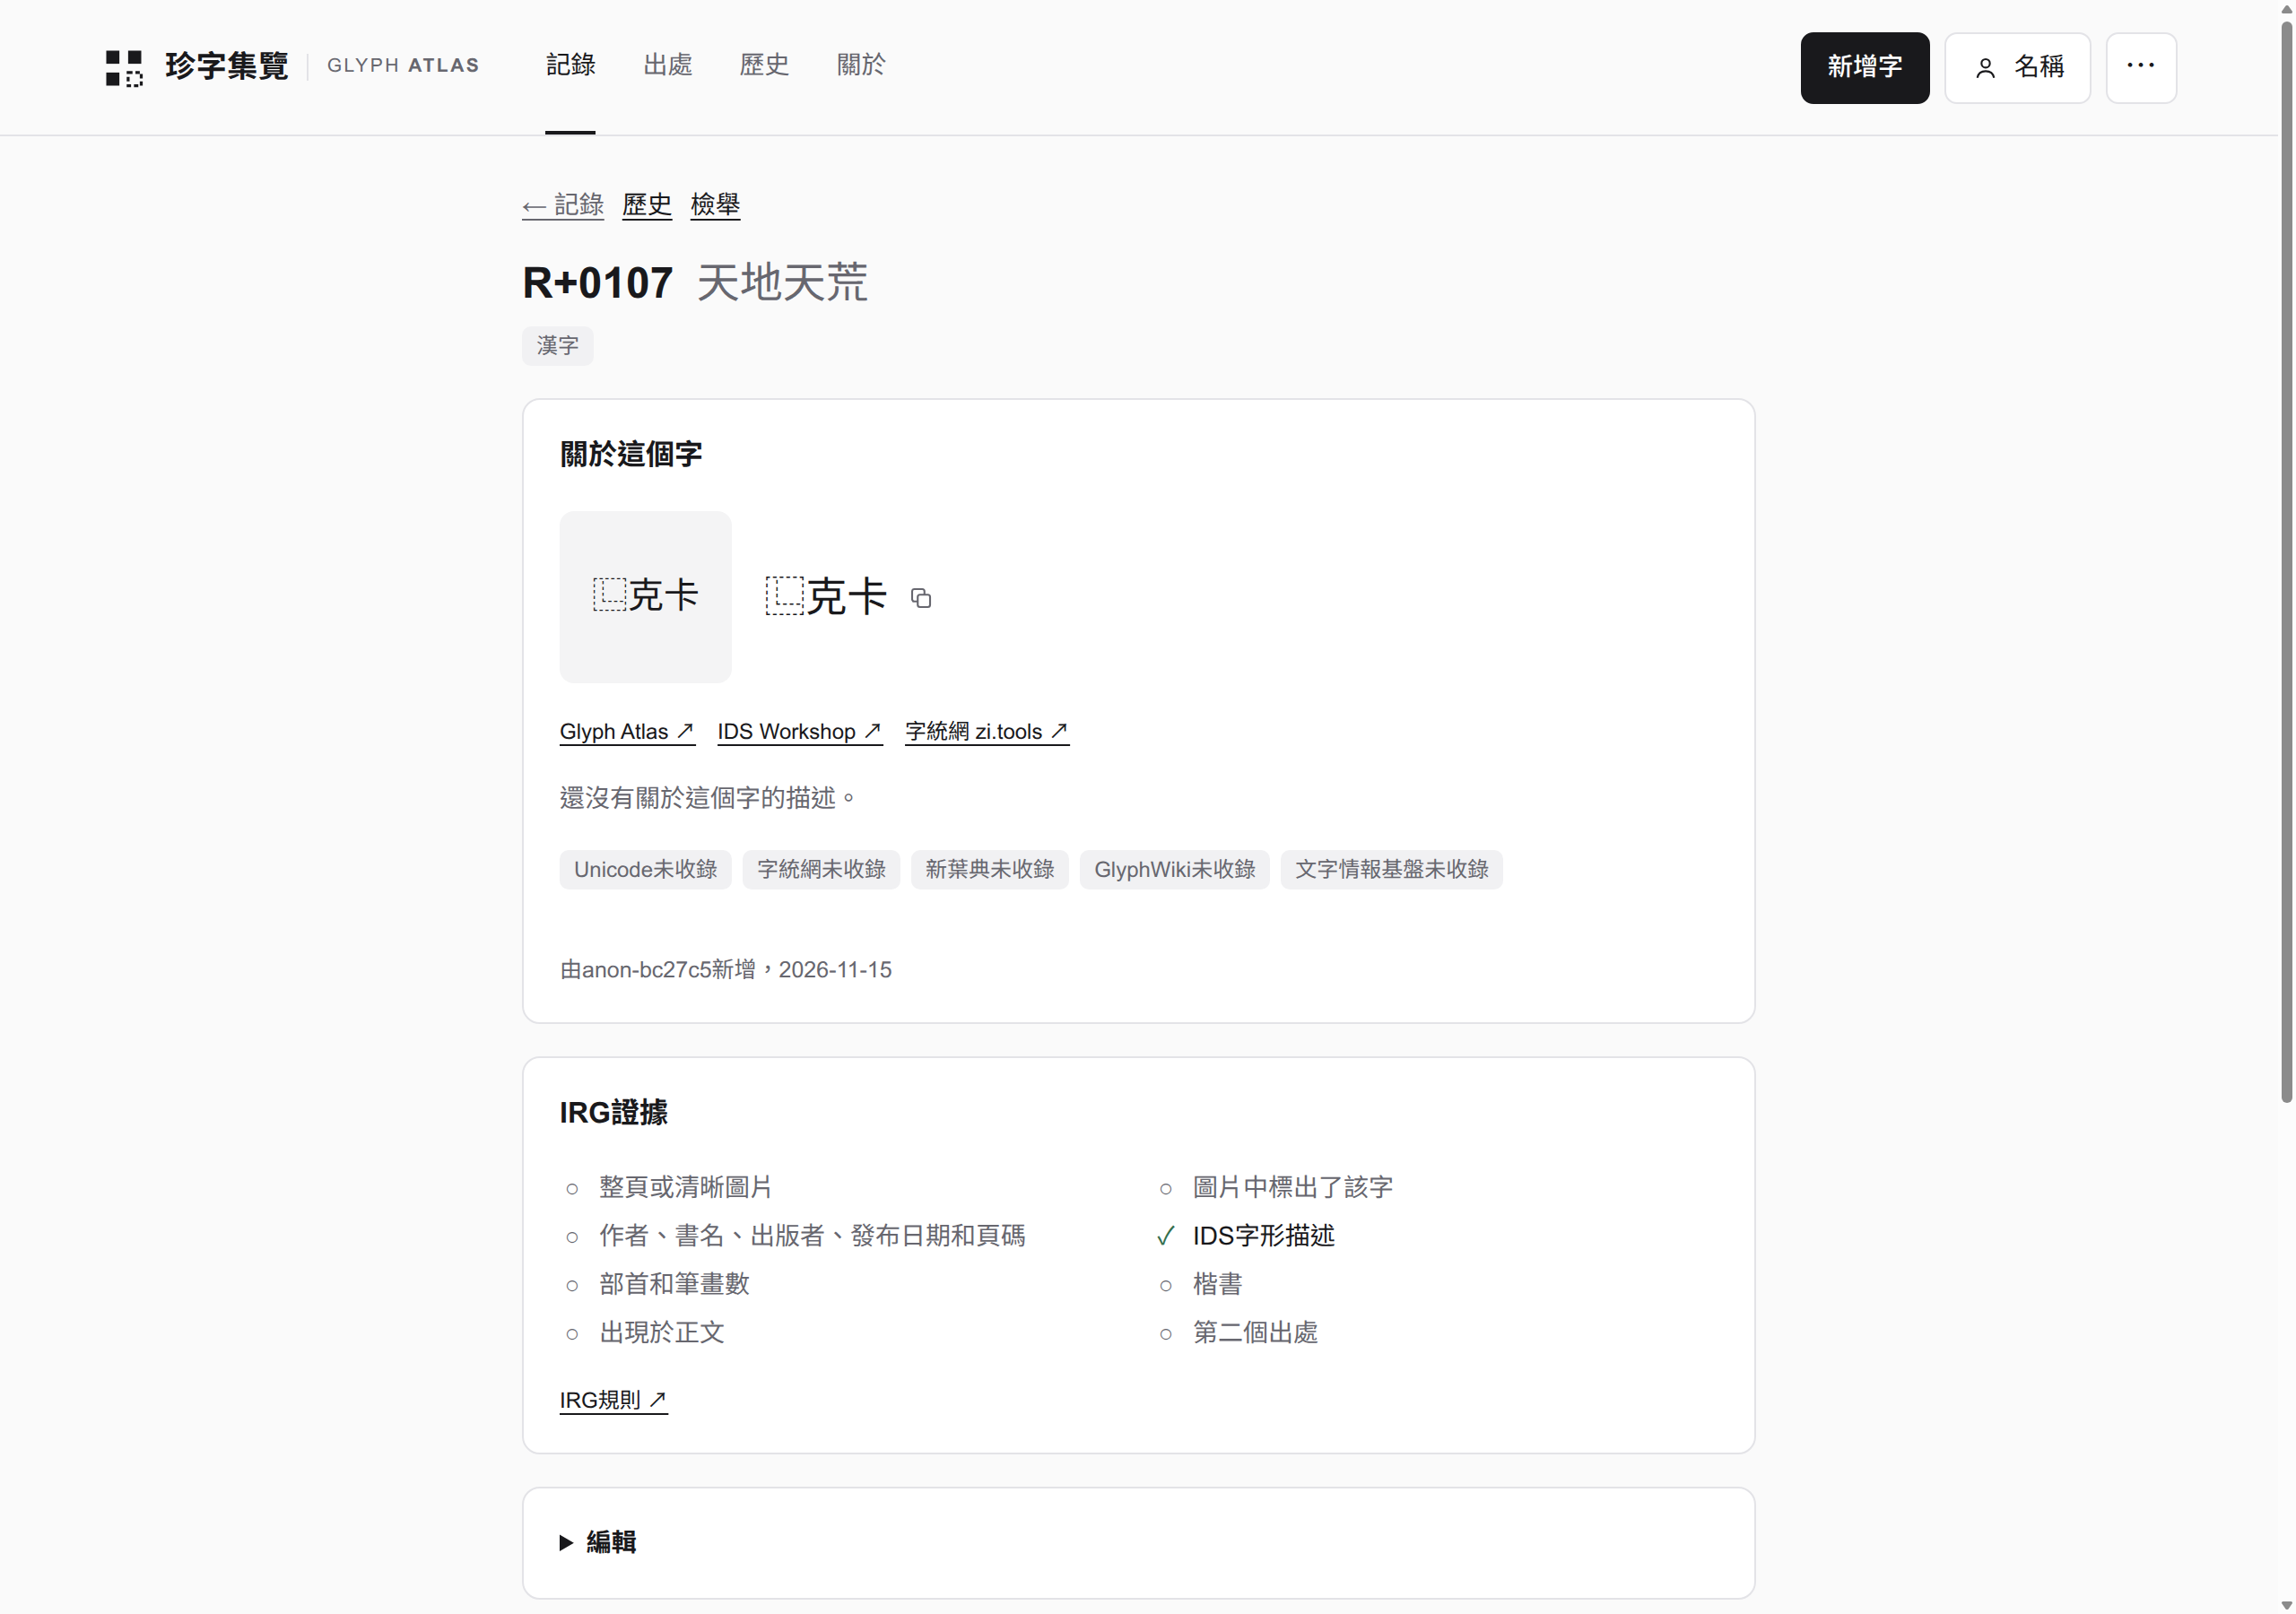 珍字集覽 GLYPH ATLAS 記錄 出處 歷史 關於 新增字 名稱 ···
← 記錄 歷史 檢舉
R+0107 天地天荒
漢字
關於這個字
⿺克卡 ⿺克卡
Glyph Atlas ↗ IDS Workshop ↗ 字統網 zi.tools ↗
還沒有關於這個字的描述。
Unicode未收錄 字統網未收錄 新葉典未收錄 GlyphWiki未收錄 文字情報基盤未收錄
由anon-bc27c5新增，2026-11-15
IRG證據
○ 整頁或清晰圖片 ○ 圖片中標出了該字
○ 作者、書名、出版者、發布日期和頁碼 ✓ IDS字形描述
○ 部首和筆畫數 ○ 楷書
○ 出現於正文 ○ 第二個出處
IRG規則 ↗
▶ 編輯